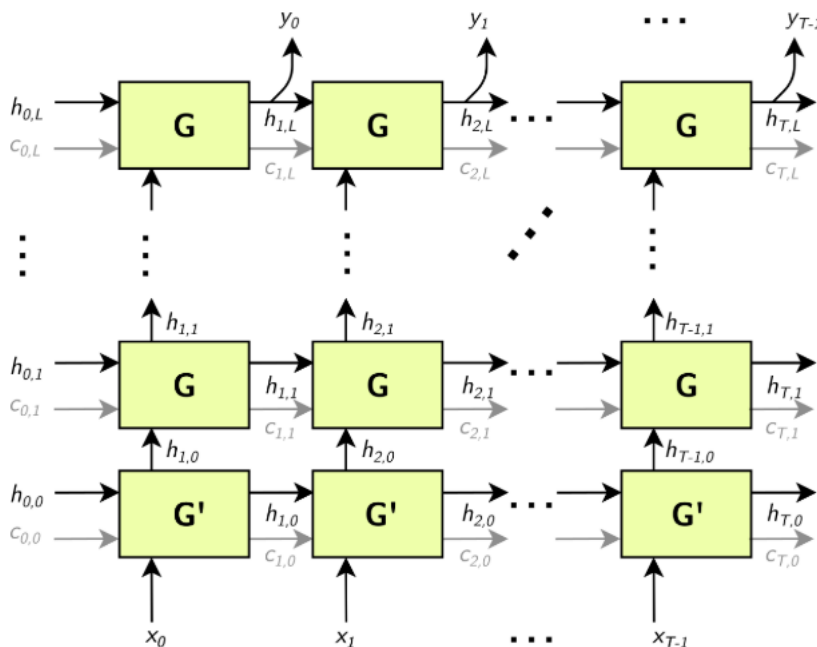 y0 y1 ... yT-1
h0,L G h1,L G h2,L ... G hT,L
c0,L c1,L c2,L cT,L
h1,1 h2,1 hT-1,1
h0,1 G h1,1 G h2,1 ... G hT,1
c0,1 c1,1 c2,1 cT,1
h1,0 h2,0 hT-1,0
h0,0 G' h1,0 G' h2,0 ... G' hT,0
c0,0 c1,0 c2,0 cT,0
x0 x1 ... xT-1